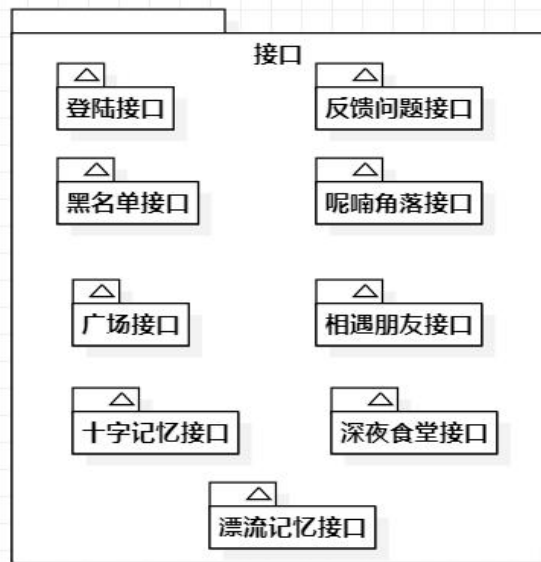 接口
登陆接口
反馈问题接口
黑名单接口
呢喃角落接口
广场接口
相遇朋友接口
十字记忆接口
深夜食堂接口
漂流记忆接口